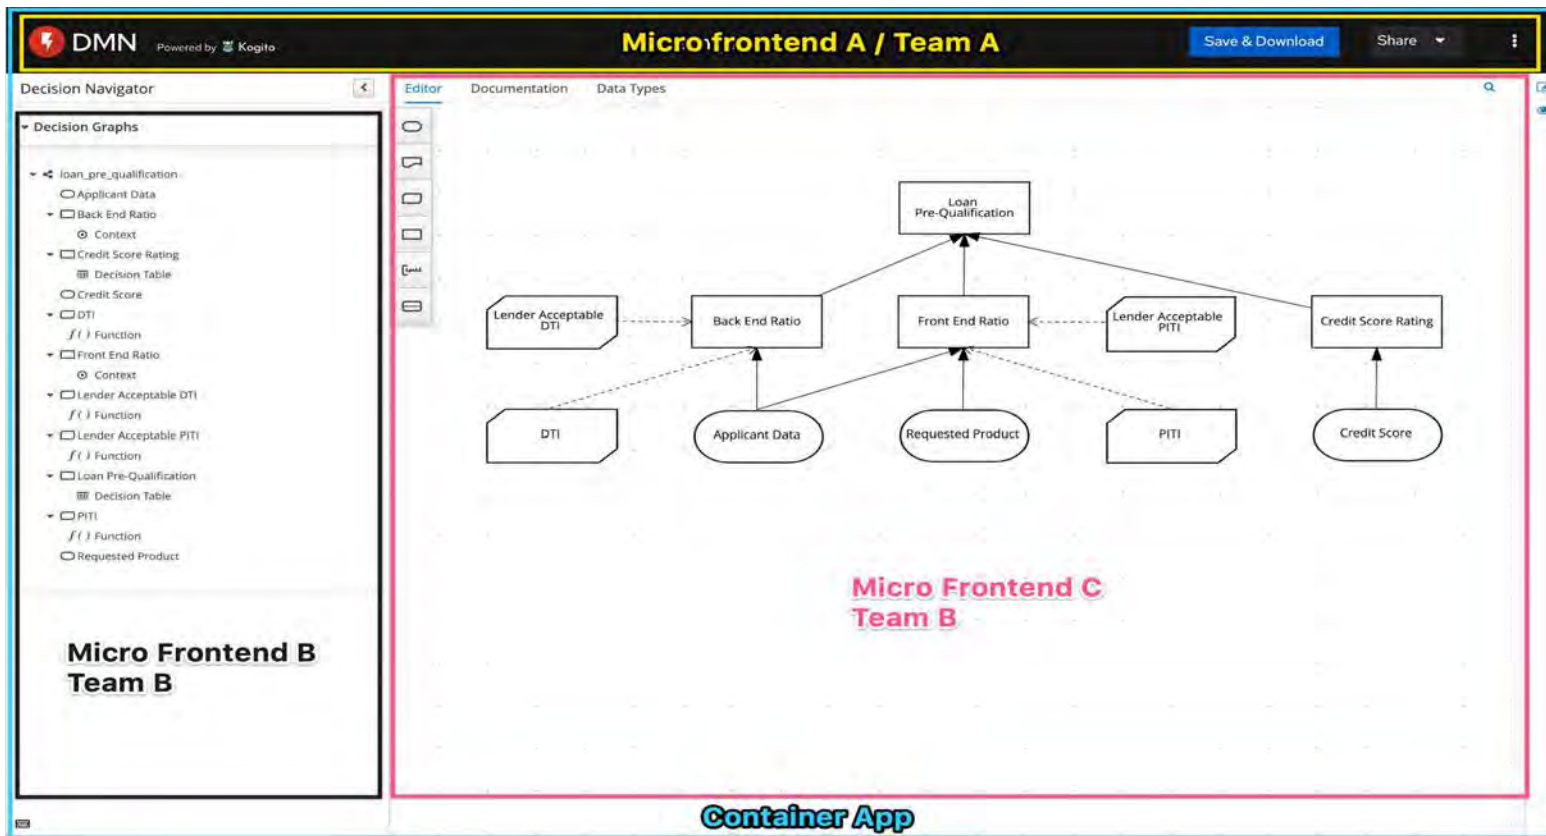 DMN Powered by Kogito
Microfrontend A / Team A
Save & Download
Share
Decision Navigator
Decision Graphs
loan_pre_qualification
Applicant Data
Back End Ratio
Context
Credit Score Rating
Decision Table
Credit Score
DTI
f( ) Function
Front End Ratio
Context
Lender Acceptable DTI
f( ) Function
Lender Acceptable PITI
f( ) Function
Loan Pre-Qualification
Decision Table
PITI
f( ) Function
Requested Product
Micro Frontend B
Team B
Editor Documentation Data Types
Loan
Pre-Qualification
Lender Acceptable
DTI
Back End Ratio
Front End Ratio
Lender Acceptable
PITI
Credit Score Rating
DTI
Applicant Data
Requested Product
PITI
Credit Score
Micro Frontend C
Team B
Container App